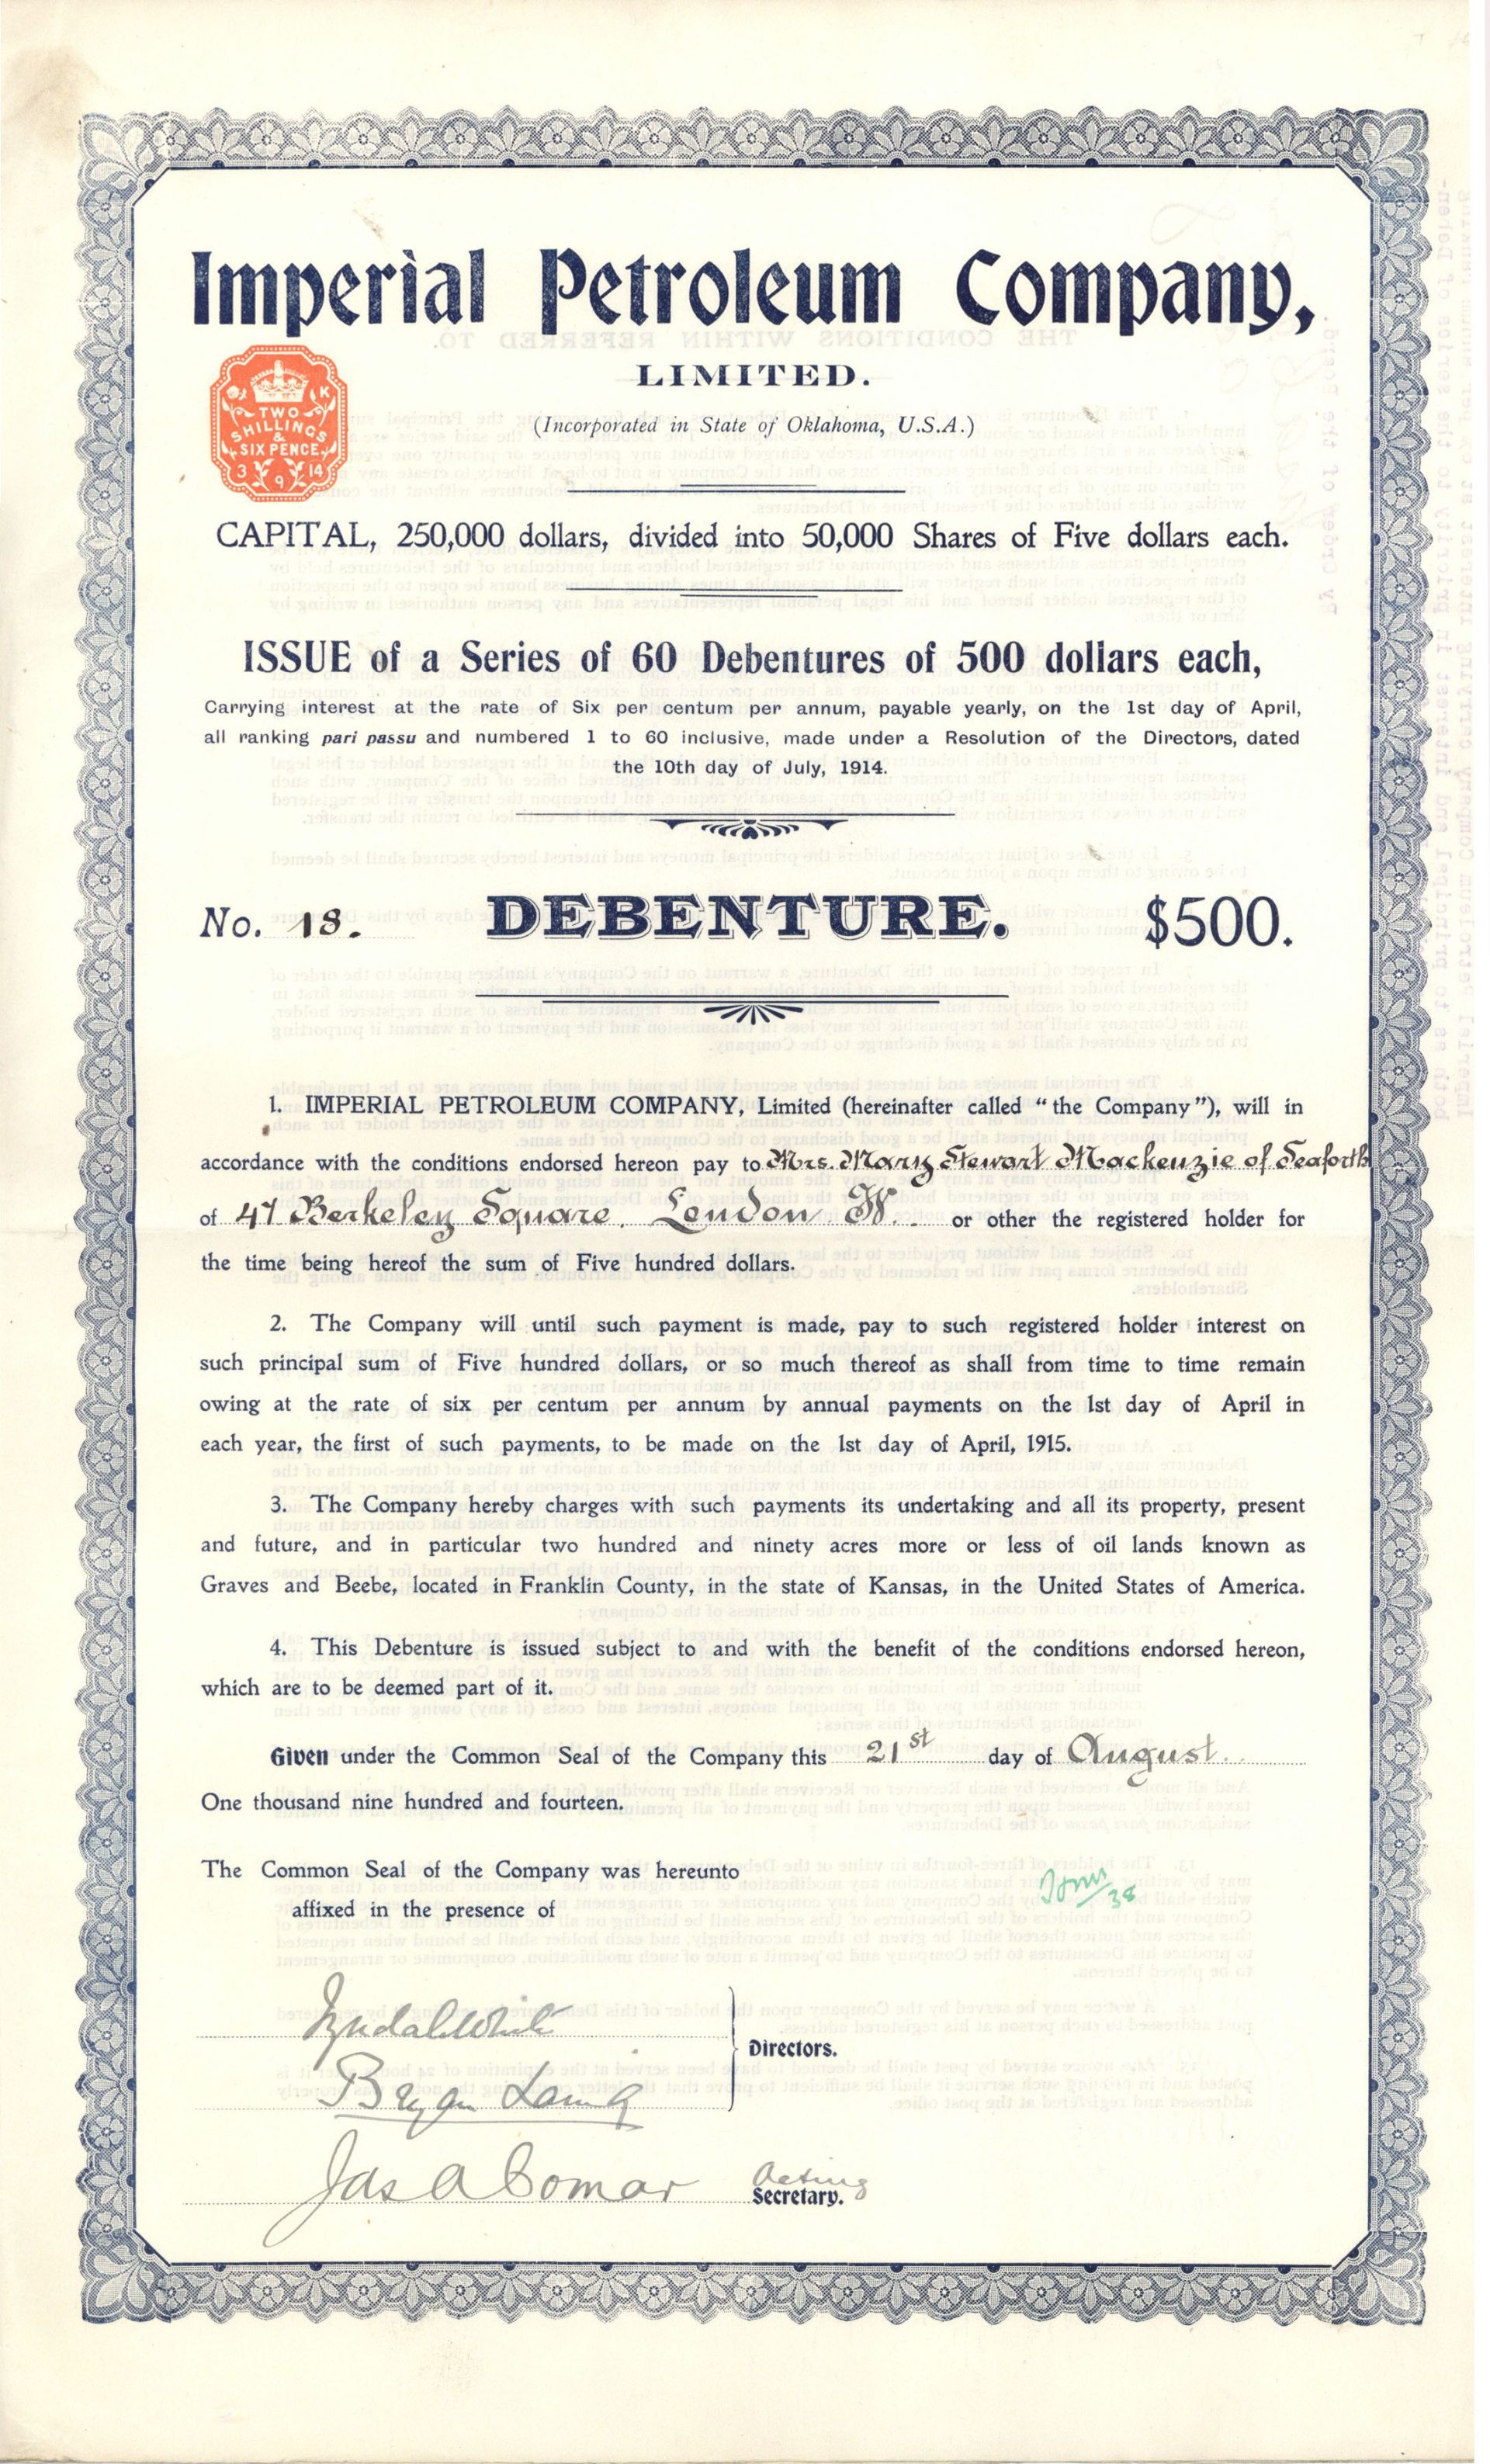 Imperial Petroleum Company,
LIMITED.
(Incorporated in State of Oklahoma, U.S.A.)
K
TWO
SHILLINGS
&
SIX PENCE
3 9 14
CAPITAL, 250,000 dollars, divided into 50,000 Shares of Five dollars each.
ISSUE of a Series of 60 Debentures of 500 dollars each,
Carrying interest at the rate of Six per centum per annum, payable yearly, on the 1st day of April,
all ranking pari passu and numbered 1 to 60 inclusive, made under a Resolution of the Directors, dated
the 10th day of July, 1914.
No. 18. DEBENTURE. $500.
1. IMPERIAL PETROLEUM COMPANY, Limited (hereinafter called "the Company"), will in
accordance with the conditions endorsed hereon pay to Mrs. Mary Stewart Mackenzie of Seaforth
of 47 Berkeley Square. London W. or other the registered holder for
the time being hereof the sum of Five hundred dollars.
2. The Company will until such payment is made, pay to such registered holder interest on
such principal sum of Five hundred dollars, or so much thereof as shall from time to time remain
owing at the rate of six per centum per annum by annual payments on the 1st day of April in
each year, the first of such payments, to be made on the 1st day of April, 1915.
3. The Company hereby charges with such payments its undertaking and all its property, present
and future, and in particular two hundred and ninety acres more or less of oil lands known as
Graves and Beebe, located in Franklin County, in the state of Kansas, in the United States of America.
4. This Debenture is issued subject to and with the benefit of the conditions endorsed hereon,
which are to be deemed part of it.
Given under the Common Seal of the Company this 21st day of August.
One thousand nine hundred and fourteen.
The Common Seal of the Company was hereunto
affixed in the presence of
38
Directors.
Bryan Laing
Jas A Comar Acting
Secretary.